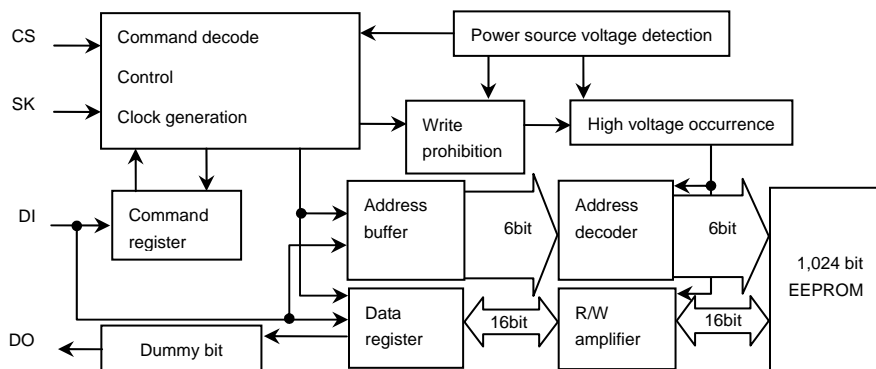 CS
Command decode
Control
SK
Clock generation
Power source voltage detection
Write
prohibition
High voltage occurrence
DI
Command
register
Address
buffer
6bit
Address
decoder
6bit
1,024 bit
EEPROM
Data
register
16bit
R/W
amplifier
16bit
DO
Dummy bit